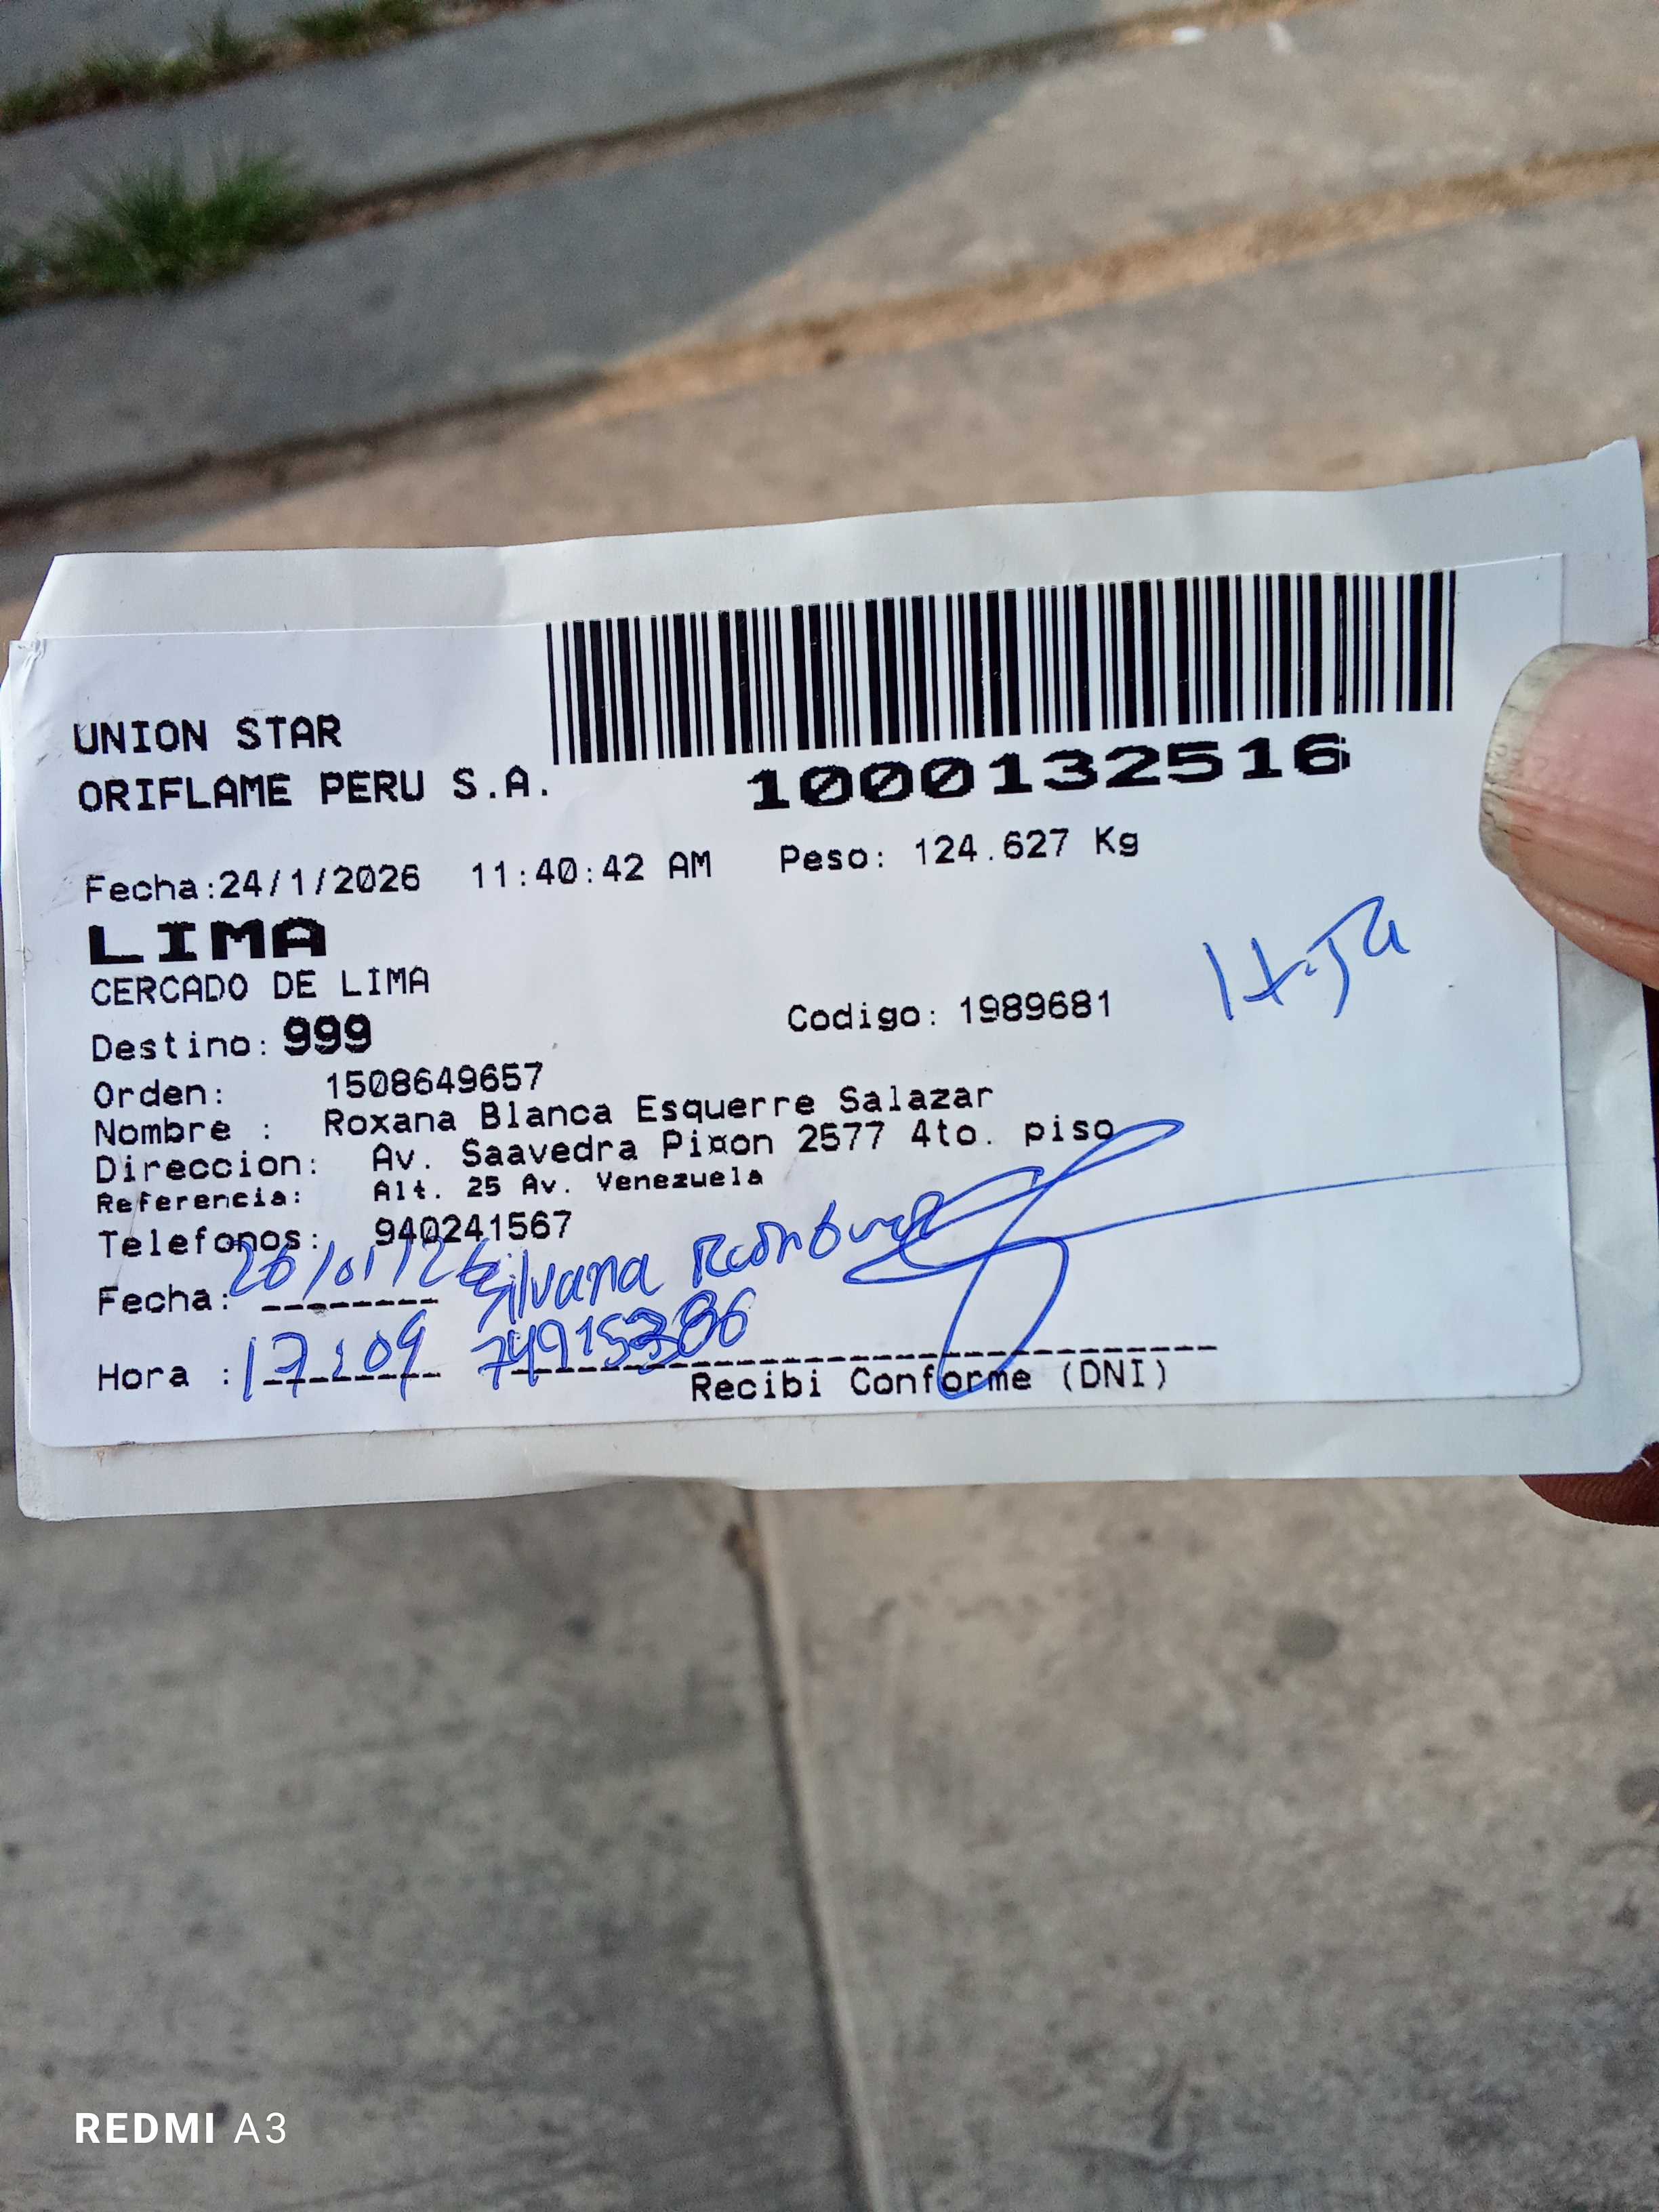 UNION STAR
ORIFLAME PERU S.A.
1000132516
Fecha:24/1/2026 11:40:42 AM Peso: 124.627 Kg
LIMA
CERCADO DE LIMA
Hija
Destino: 999 Codigo: 1989681
Orden: 1508649657
Nombre : Roxana Blanca Esquerre Salazar
Direccion: Av. Saavedra Piñon 2577 4to. piso
Referencia: Alt. 25 Av. Venezuela
Telefonos: 940241567
Fecha: 26/01/26 Silvana
Hora : 17:09
Recibi Conforme (DNI)
REDMI A3